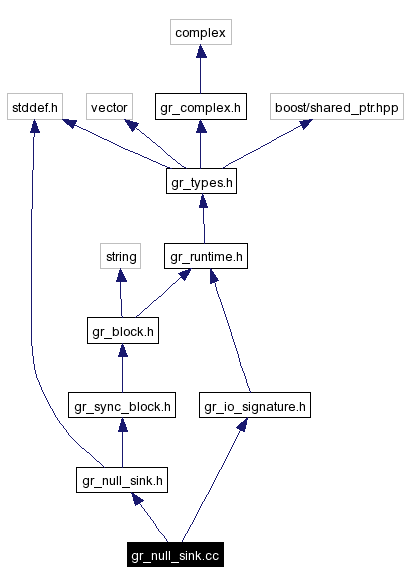 complex
stddef.h
vector
gr_complex.h
boost/shared_ptr.hpp
gr_types.h
string
gr_runtime.h
gr_block.h
gr_sync_block.h
gr_io_signature.h
gr_null_sink.h
gr_null_sink.cc